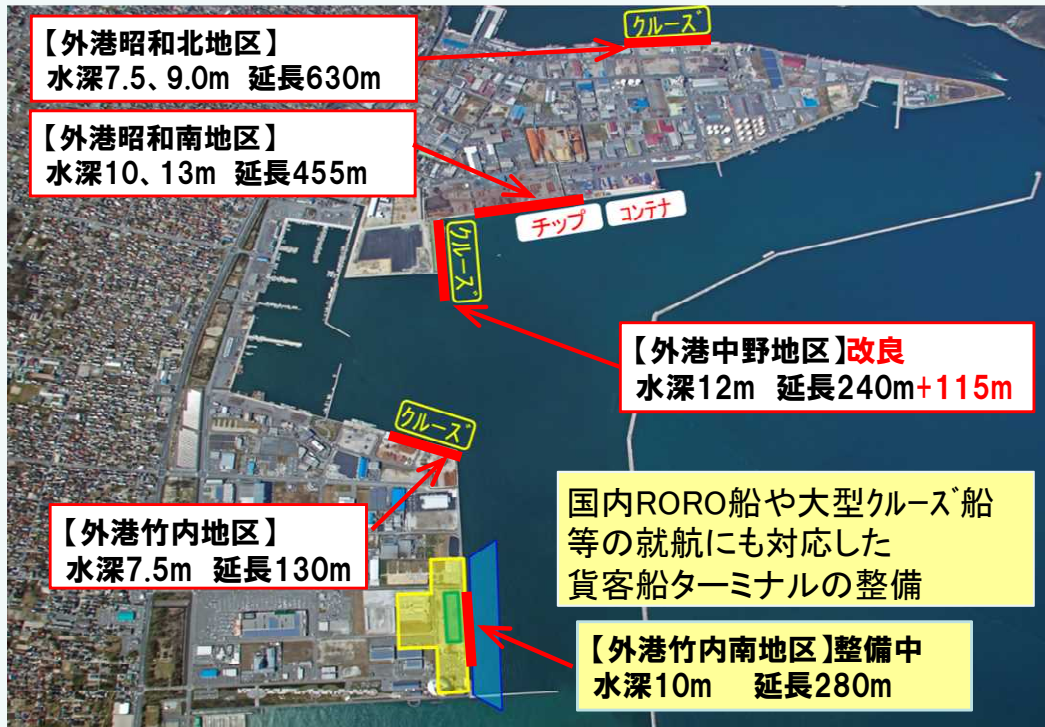 クルーズ
【外港昭和北地区】
水深7.5、9.0m 延長630m
【外港昭和南地区】
水深10、13m 延長455m
チップ
コンテナ
クルーズ
【外港中野地区】改良
水深12m 延長240m+115m
クルーズ
【外港竹内地区】
水深7.5m 延長130m
国内RORO船や大型クルーズ船
等の就航にも対応した
貨客船ターミナルの整備
【外港竹内南地区】整備中
水深10m 延長280m